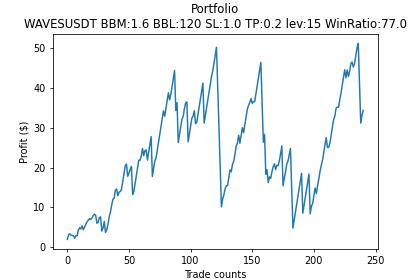 Portfolio
WAVESUSDT BBM:1.6 BBL:120 SL:1.0 TP:0.2 lev:15 WinRatio:77.0
50
40
30
20
10
0
Profit ($)
0 50 100 150 200 250
Trade counts